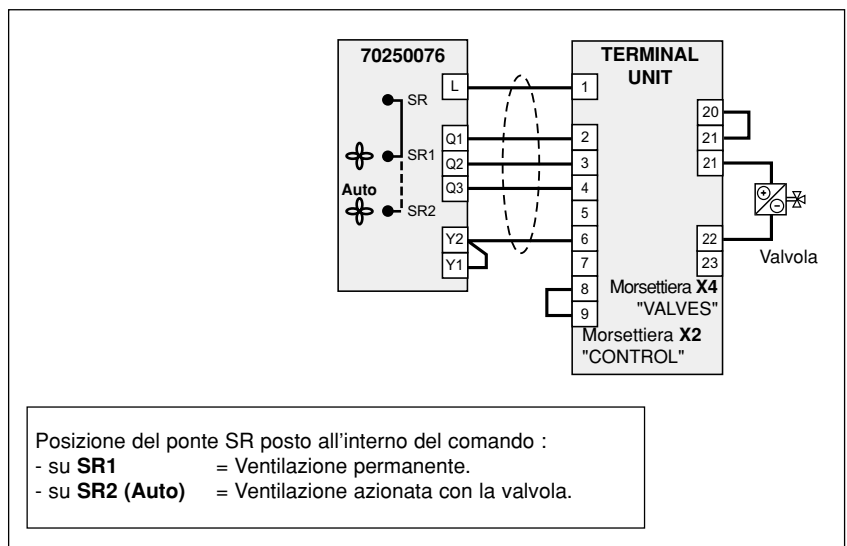 70250076
TERMINAL
UNIT
L
1
SR
20
21
Q1
2
SR1
Q2
3
21
Auto
Q3
4
SR2
5
Y2
6
22
Valvola
Y1
7
23
8
Morsettiera X4
"VALVES"
9
Morsettiera X2
"CONTROL"
Posizione del ponte SR posto all'interno del comando :
- su SR1 = Ventilazione permanente.
- su SR2 (Auto) = Ventilazione azionata con la valvola.